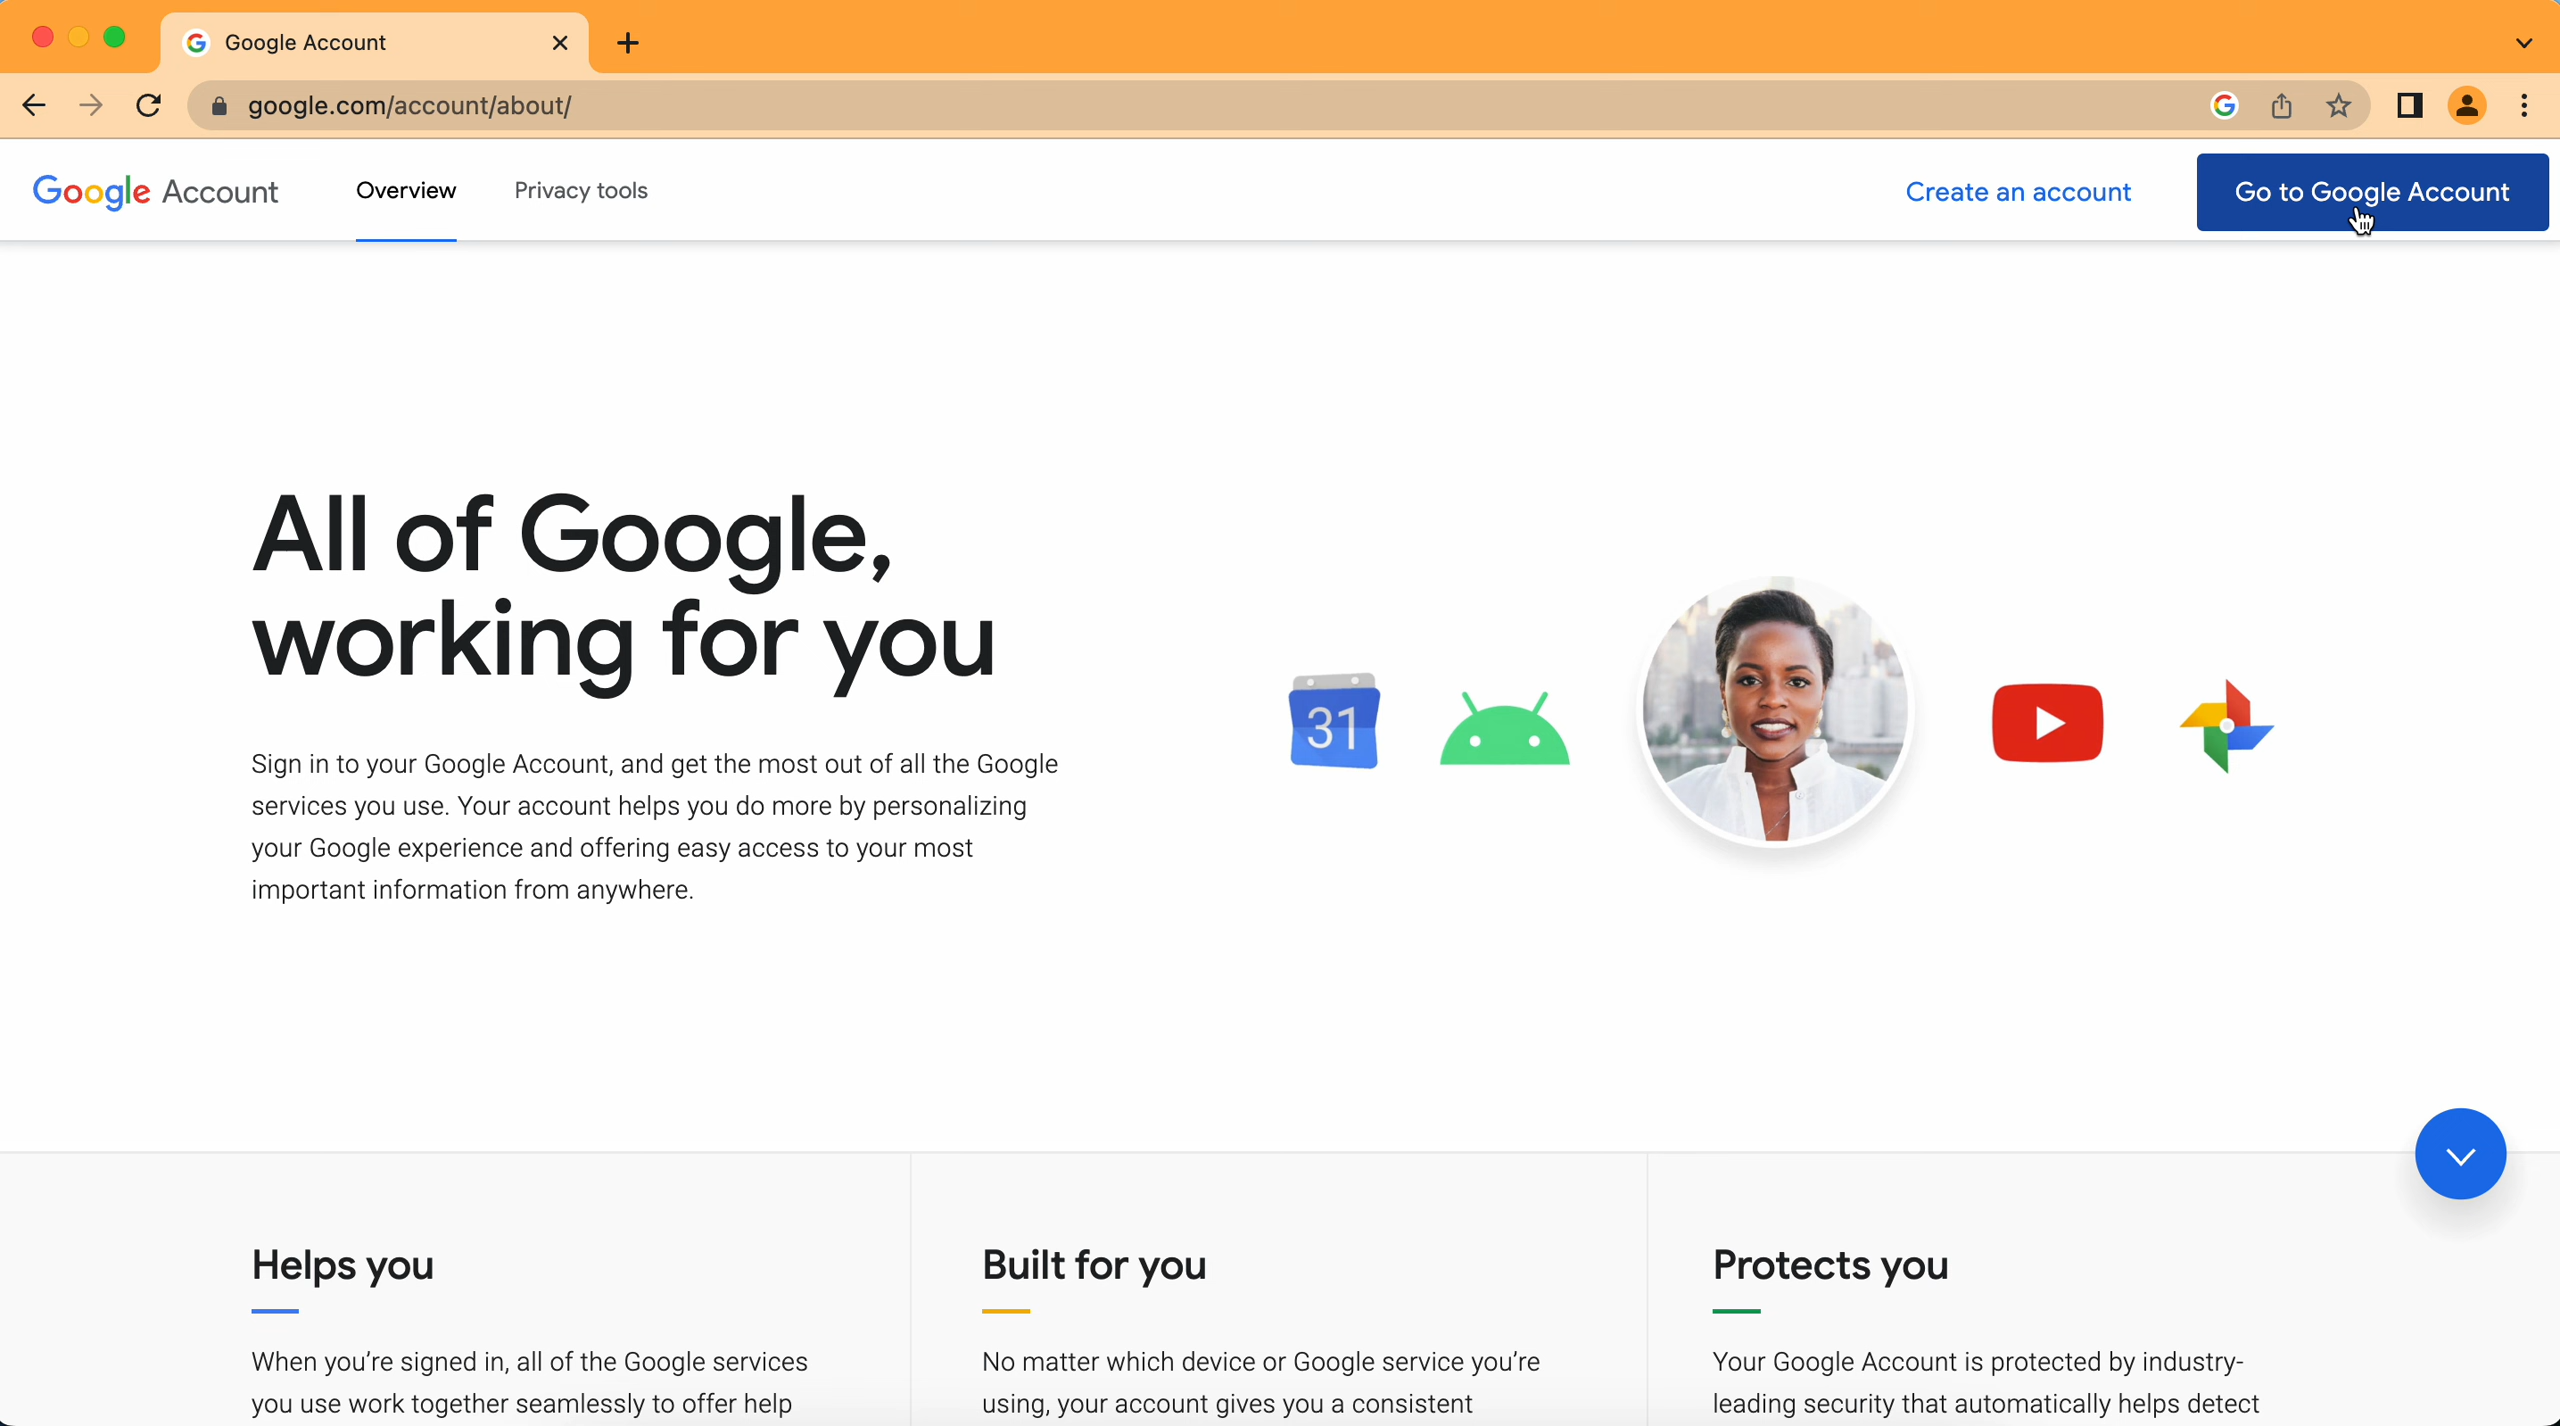 Google Account
google.com/account/about/
Google Account
Overview
Privacy tools
Create an account
Go to Google Account
All of Google,
working for you
Sign in to your Google Account, and get the most out of all the Google
services you use. Your account helps you do more by personalizing
your Google experience and offering easy access to your most
important information from anywhere.
31
Helps you
When you’re signed in, all of the Google services
you use work together seamlessly to offer help
Built for you
No matter which device or Google service you’re
using, your account gives you a consistent
Protects you
Your Google Account is protected by industry-
leading security that automatically helps detect